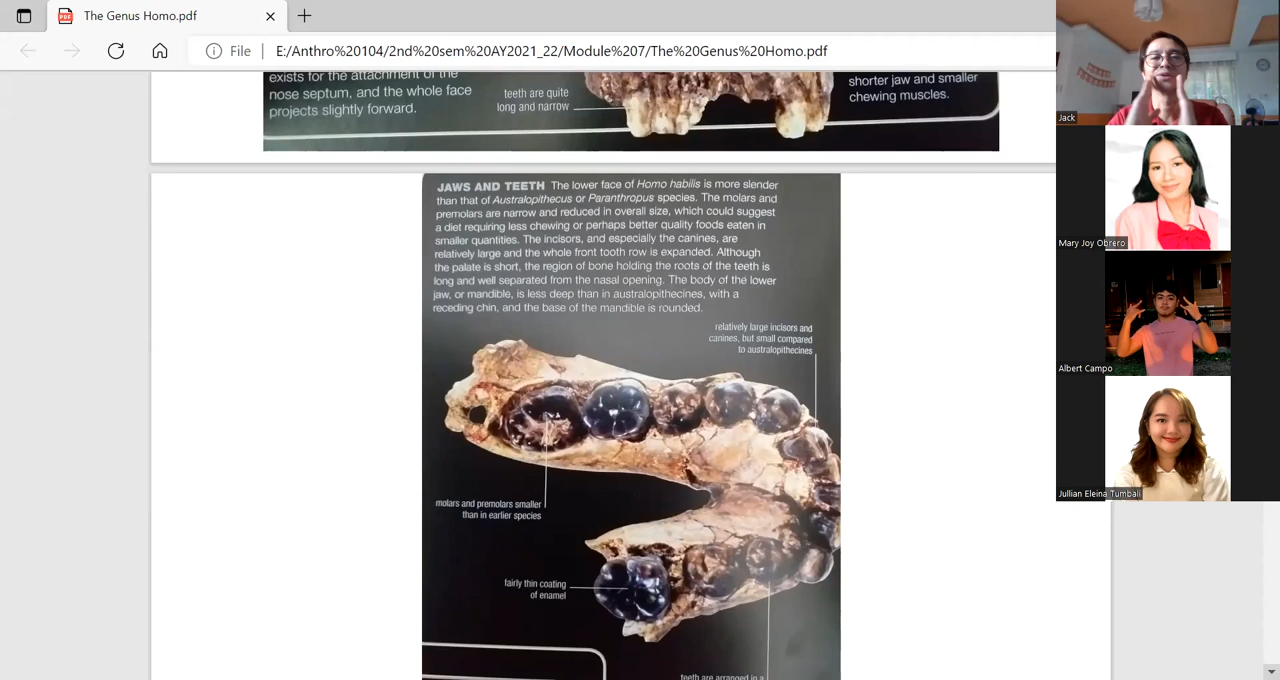 The Genus Homo.pdf
File
E:/Anthro%20104/2nd%20sem%20AY2021_22/Module%207/The%20Genus%20Homo.pdf
exists for the attachment of the
nose septum, and the whole face
projects slightly forward.
teeth are quite
long and narrow
shorter jaw and smaller
chewing muscles.
JAWS AND TEETH The lower face of Homo habilis is more slender
than that of Australopithecus or Paranthropus species. The molars and
premolars are narrow and reduced in overall size, which could suggest
a diet requiring less chewing or perhaps better quality foods eaten in
smaller quantities. The incisors, and especially the canines, are
relatively large and the whole front tooth row is expanded. Although
the palate is short, the region of bone holding the roots of the teeth is
long and well separated from the nasal opening. The body of the lower
jaw, or mandible, is less deep than in australopithecines, with a
receding chin, and the base of the mandible is rounded.
relatively large incisors and
canines, but small compared
to australopithecines
molars and premolars smaller
than in earlier species
fairly thin coating
of enamel
teeth are arranged in a
Jack
Mary Joy Obrero
Albert Campo
Jullian Eleina Tumbali